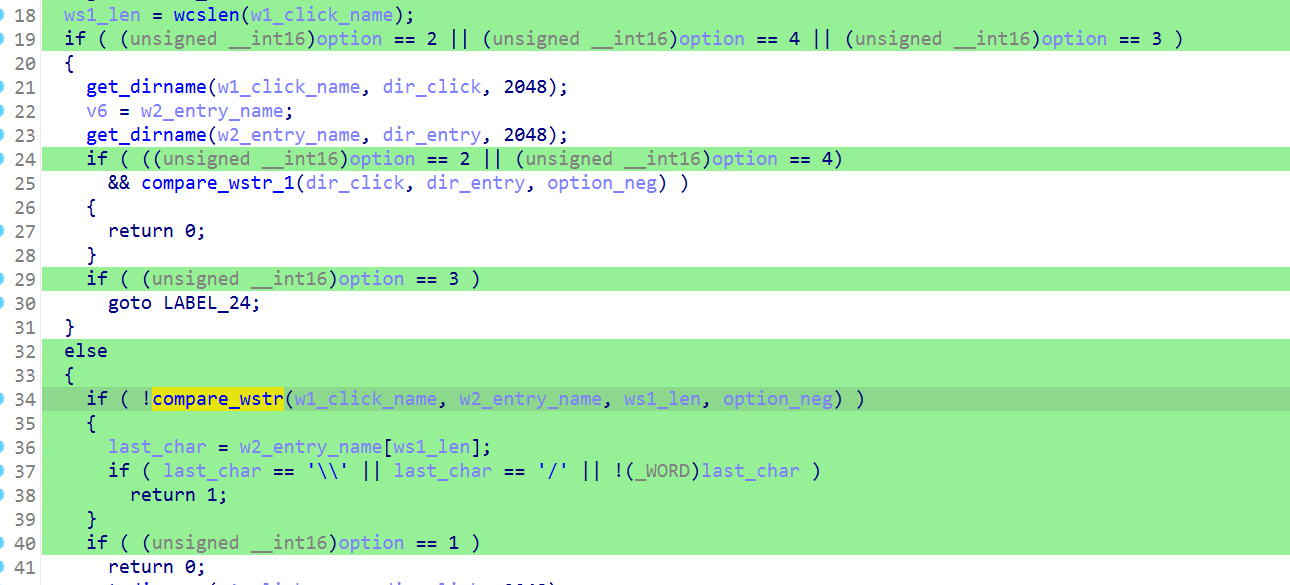 18 ws1_len = wcslen(w1_click_name);
19 if ( (unsigned __int16)option == 2 || (unsigned __int16)option == 4 || (unsigned __int16)option == 3 )
20 {
21 get_dirname(w1_click_name, dir_click, 2048);
22 v6 = w2_entry_name;
23 get_dirname(w2_entry_name, dir_entry, 2048);
24 if ( ((unsigned __int16)option == 2 || (unsigned __int16)option == 4)
25 && compare_wstr_1(dir_click, dir_entry, option_neg) )
26 {
27 return 0;
28 }
29 if ( (unsigned __int16)option == 3 )
30 goto LABEL_24;
31 }
32 else
33 {
34 if ( !compare_wstr(w1_click_name, w2_entry_name, ws1_len, option_neg) )
35 {
36 last_char = w2_entry_name[ws1_len];
37 if ( last_char == '\\' || last_char == '/' || !(_WORD)last_char )
38 return 1;
39 }
40 if ( (unsigned __int16)option == 1 )
41 return 0;